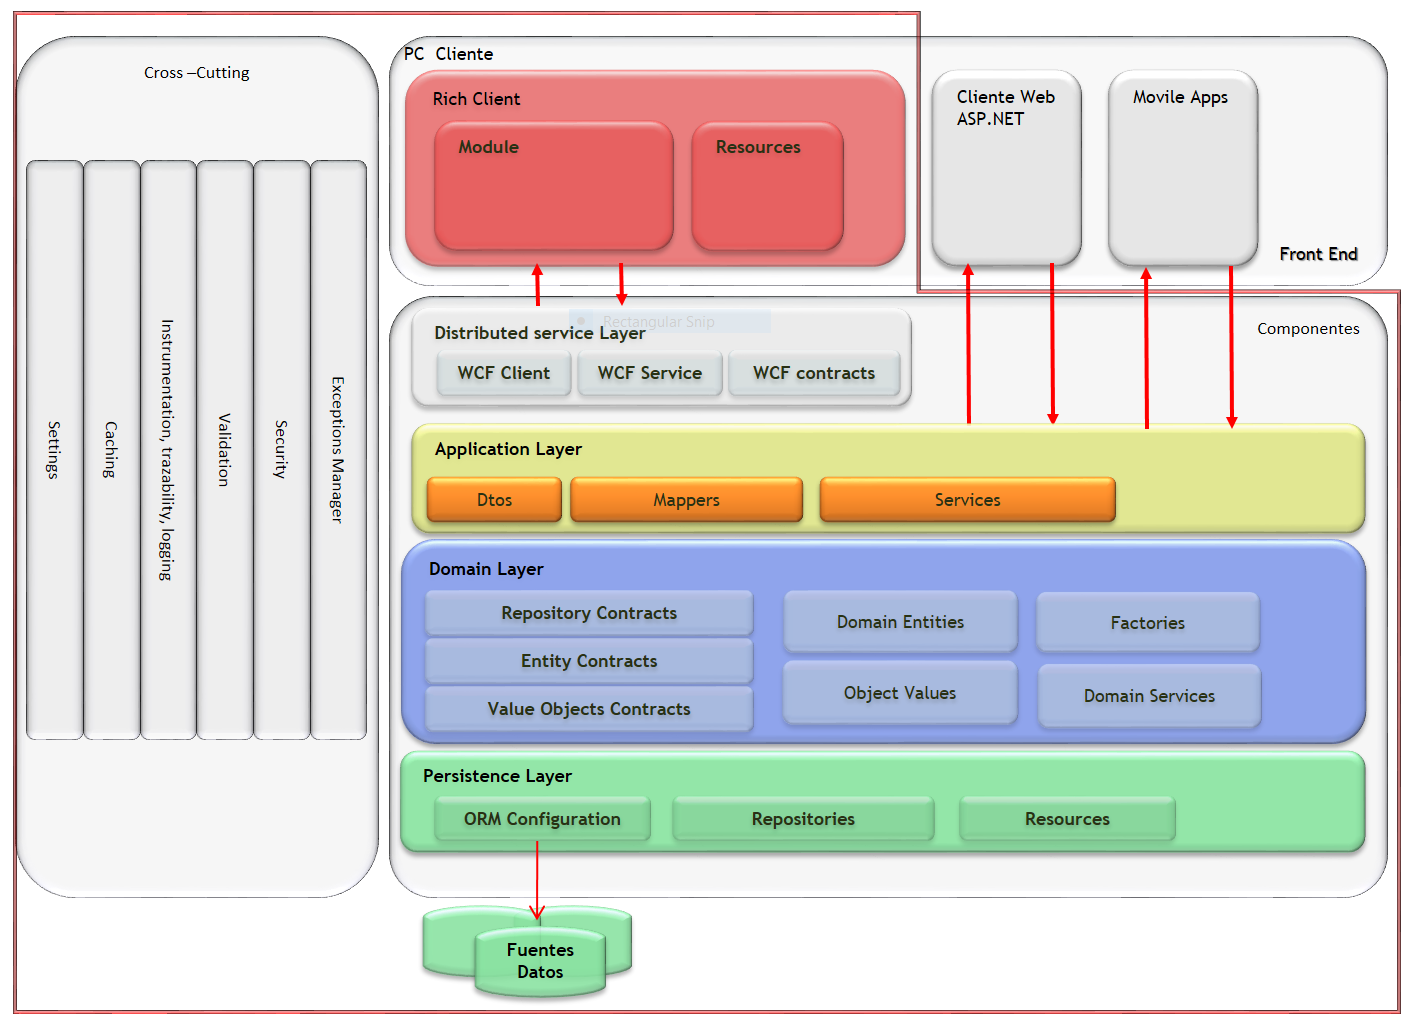 Cross –Cutting
Settings
Caching
Instrumentation, trazability, logging
Validation
Security
Exceptions Manager
PC Cliente
Rich Client
Module
Resources
Cliente Web
ASP.NET
Movile Apps
Front End
Componentes
Rectangular Snip
Distributed service Layer
WCF Client
WCF Service
WCF contracts
Application Layer
Dtos
Mappers
Services
Domain Layer
Repository Contracts
Entity Contracts
Value Objects Contracts
Domain Entities
Object Values
Factories
Domain Services
Persistence Layer
ORM Configuration
Repositories
Resources
Fuentes
Datos